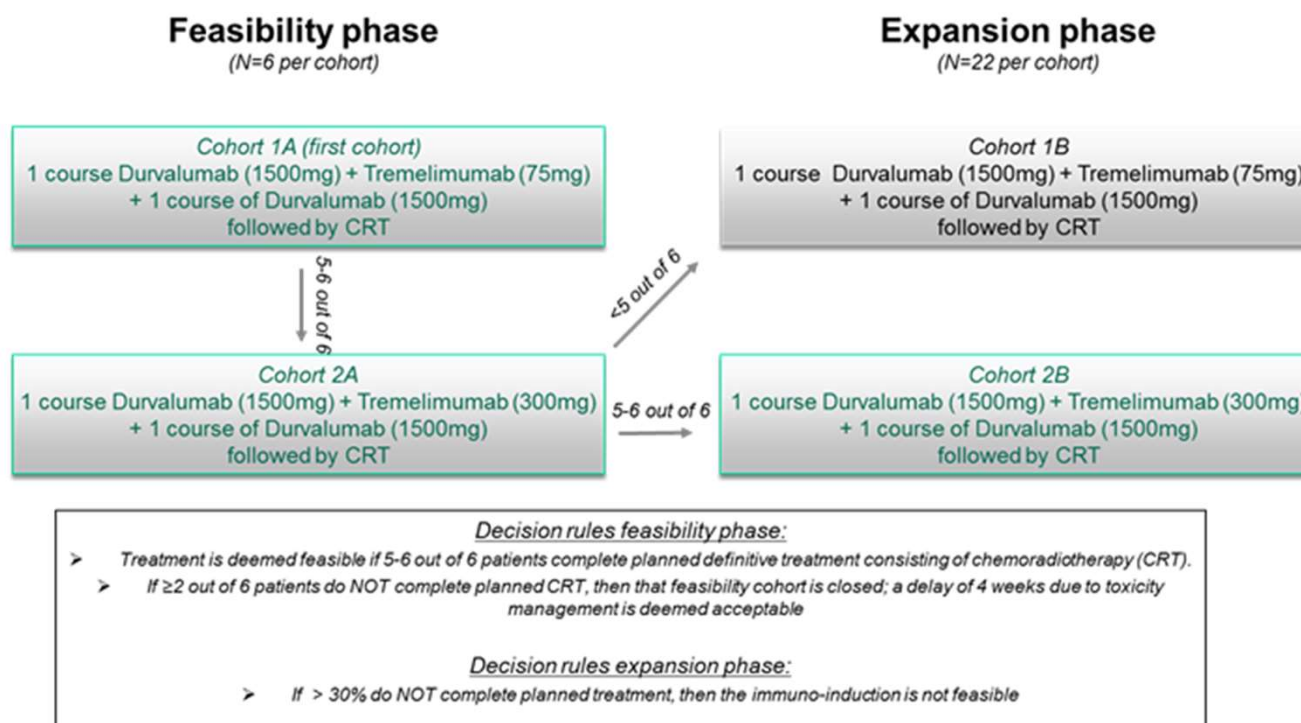 Feasibility phase
(N=6 per cohort)
Expansion phase
(N=22 per cohort)
Cohort 1A (first cohort)
1 course Durvalumab (1500mg) + Tremelimumab (75mg)
+ 1 course of Durvalumab (1500mg)
followed by CRT
Cohort 1B
1 course Durvalumab (1500mg) + Tremelimumab (75mg)
+ 1 course of Durvalumab (1500mg)
followed by CRT
5-6 out of 6
<5 out of 6
Cohort 2A
1 course Durvalumab (1500mg) + Tremelimumab (300mg)
+ 1 course of Durvalumab (1500mg)
followed by CRT
5-6 out of 6
Cohort 2B
1 course Durvalumab (1500mg) + Tremelimumab (300mg)
+ 1 course of Durvalumab (1500mg)
followed by CRT
Decision rules feasibility phase:
➤ Treatment is deemed feasible if 5-6 out of 6 patients complete planned definitive treatment consisting of chemoradiotherapy (CRT).
➤ If ≥2 out of 6 patients do NOT complete planned CRT, then that feasibility cohort is closed; a delay of 4 weeks due to toxicity
management is deemed acceptable
Decision rules expansion phase:
➤ If > 30% do NOT complete planned treatment, then the immuno-induction is not feasible